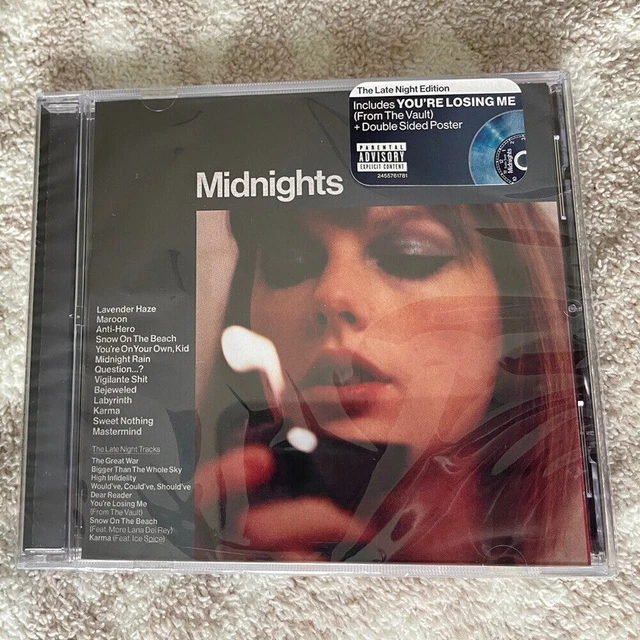 The Late Night Edition
Includes YOU'RE LOSING ME
(From The Vault)
+ Double Sided Poster
PARENTAL
ADVISORY
EXPLICIT CONTENT
2455761781
Midnights
Midnights
Lavender Haze
Maroon
Anti-Hero
Snow On The Beach
You're On Your Own, Kid
Midnight Rain
Question...?
Vigilante Shit
Bejeweled
Labyrinth
Karma
Sweet Nothing
Mastermind
The Late Night Tracks
The Great War
Bigger Than The Whole Sky
High Infidelity
Would've, Could've, Should've
Dear Reader
You're Losing Me
(From The Vault)
Snow On The Beach
(Feat. More Lana Del Rey)
Karma (Feat. Ice Spice)